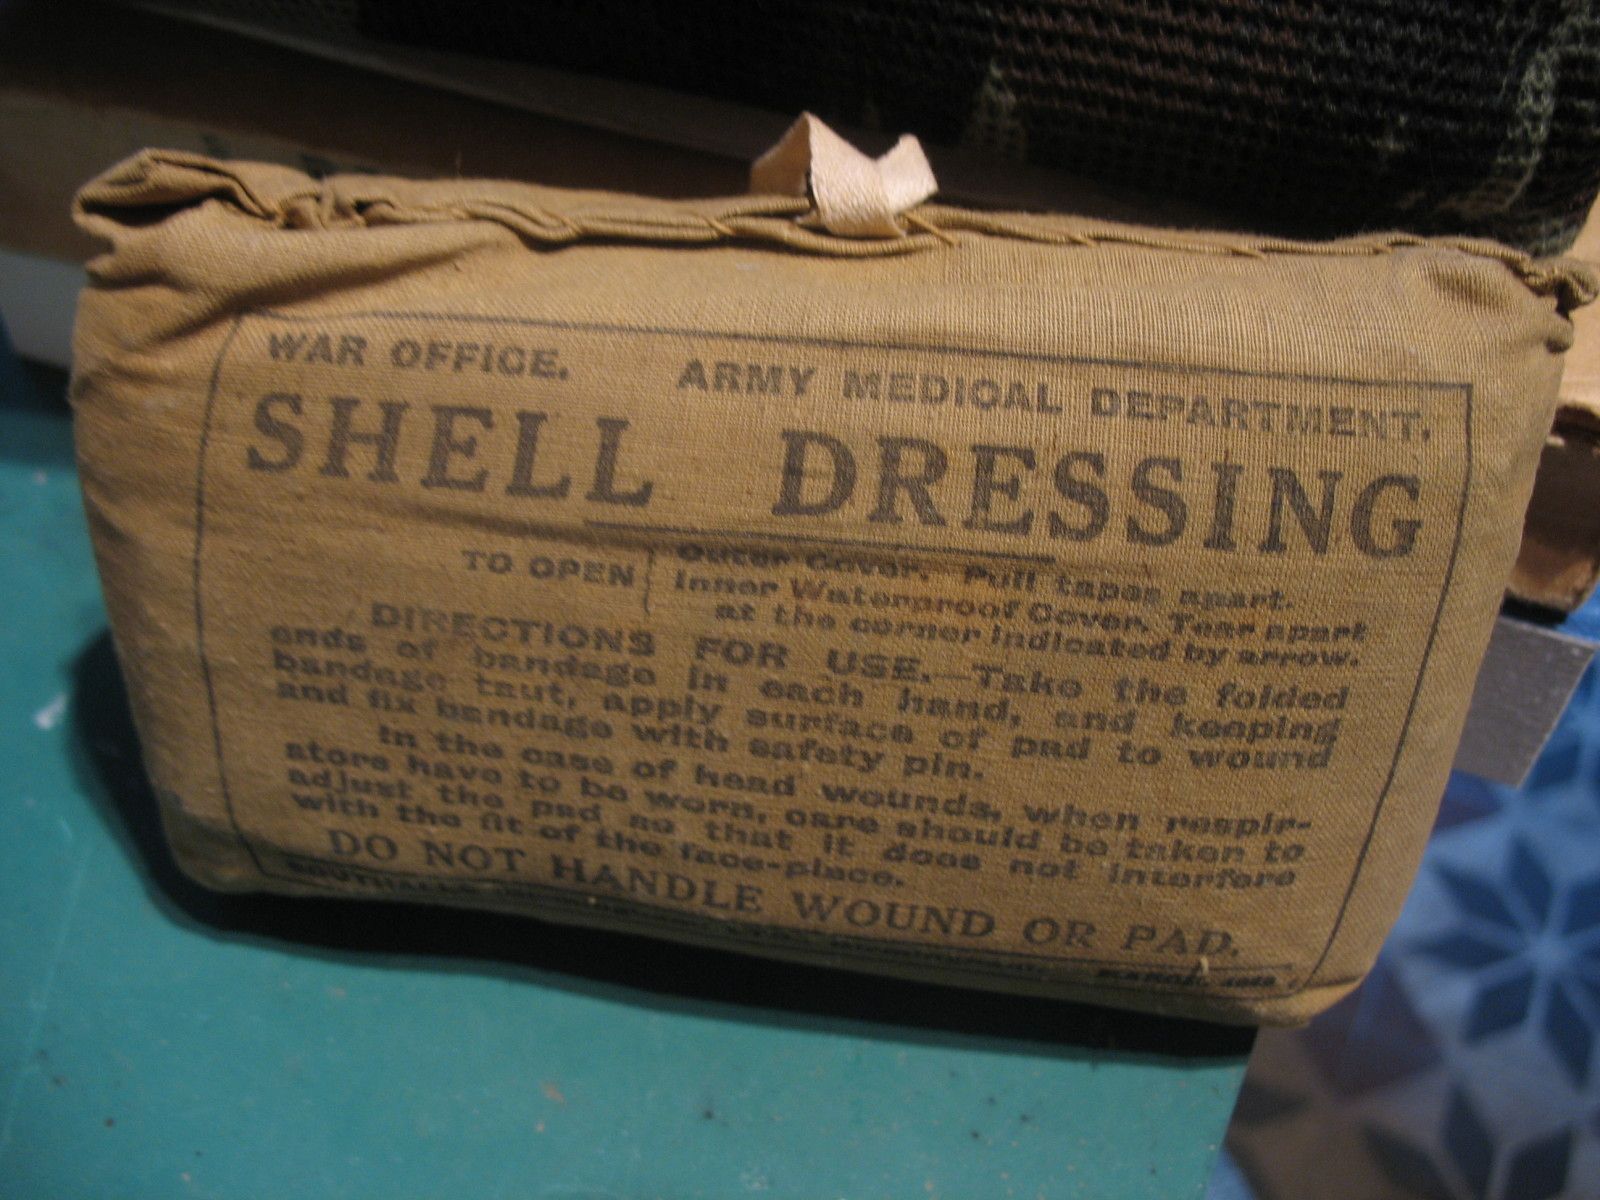 WAR OFFICE. ARMY MEDICAL DEPARTMENT.
SHELL DRESSING
TO OPEN { Outer Cover. Pull tapes apart.
Inner Waterproof Cover. Tear apart
at the corner indicated by arrow.
DIRECTIONS FOR USE.—Take the folded
ends of bandage in each hand, and keeping
bandage taut, apply surface of pad to wound
and fix bandage with safety pin.
In the case of head wounds, when respir-
ators have to be worn, care should be taken to
adjust the pad so that it does not interfere
with the fit of the face-piece.
DO NOT HANDLE WOUND OR PAD.
SOUTHALLS